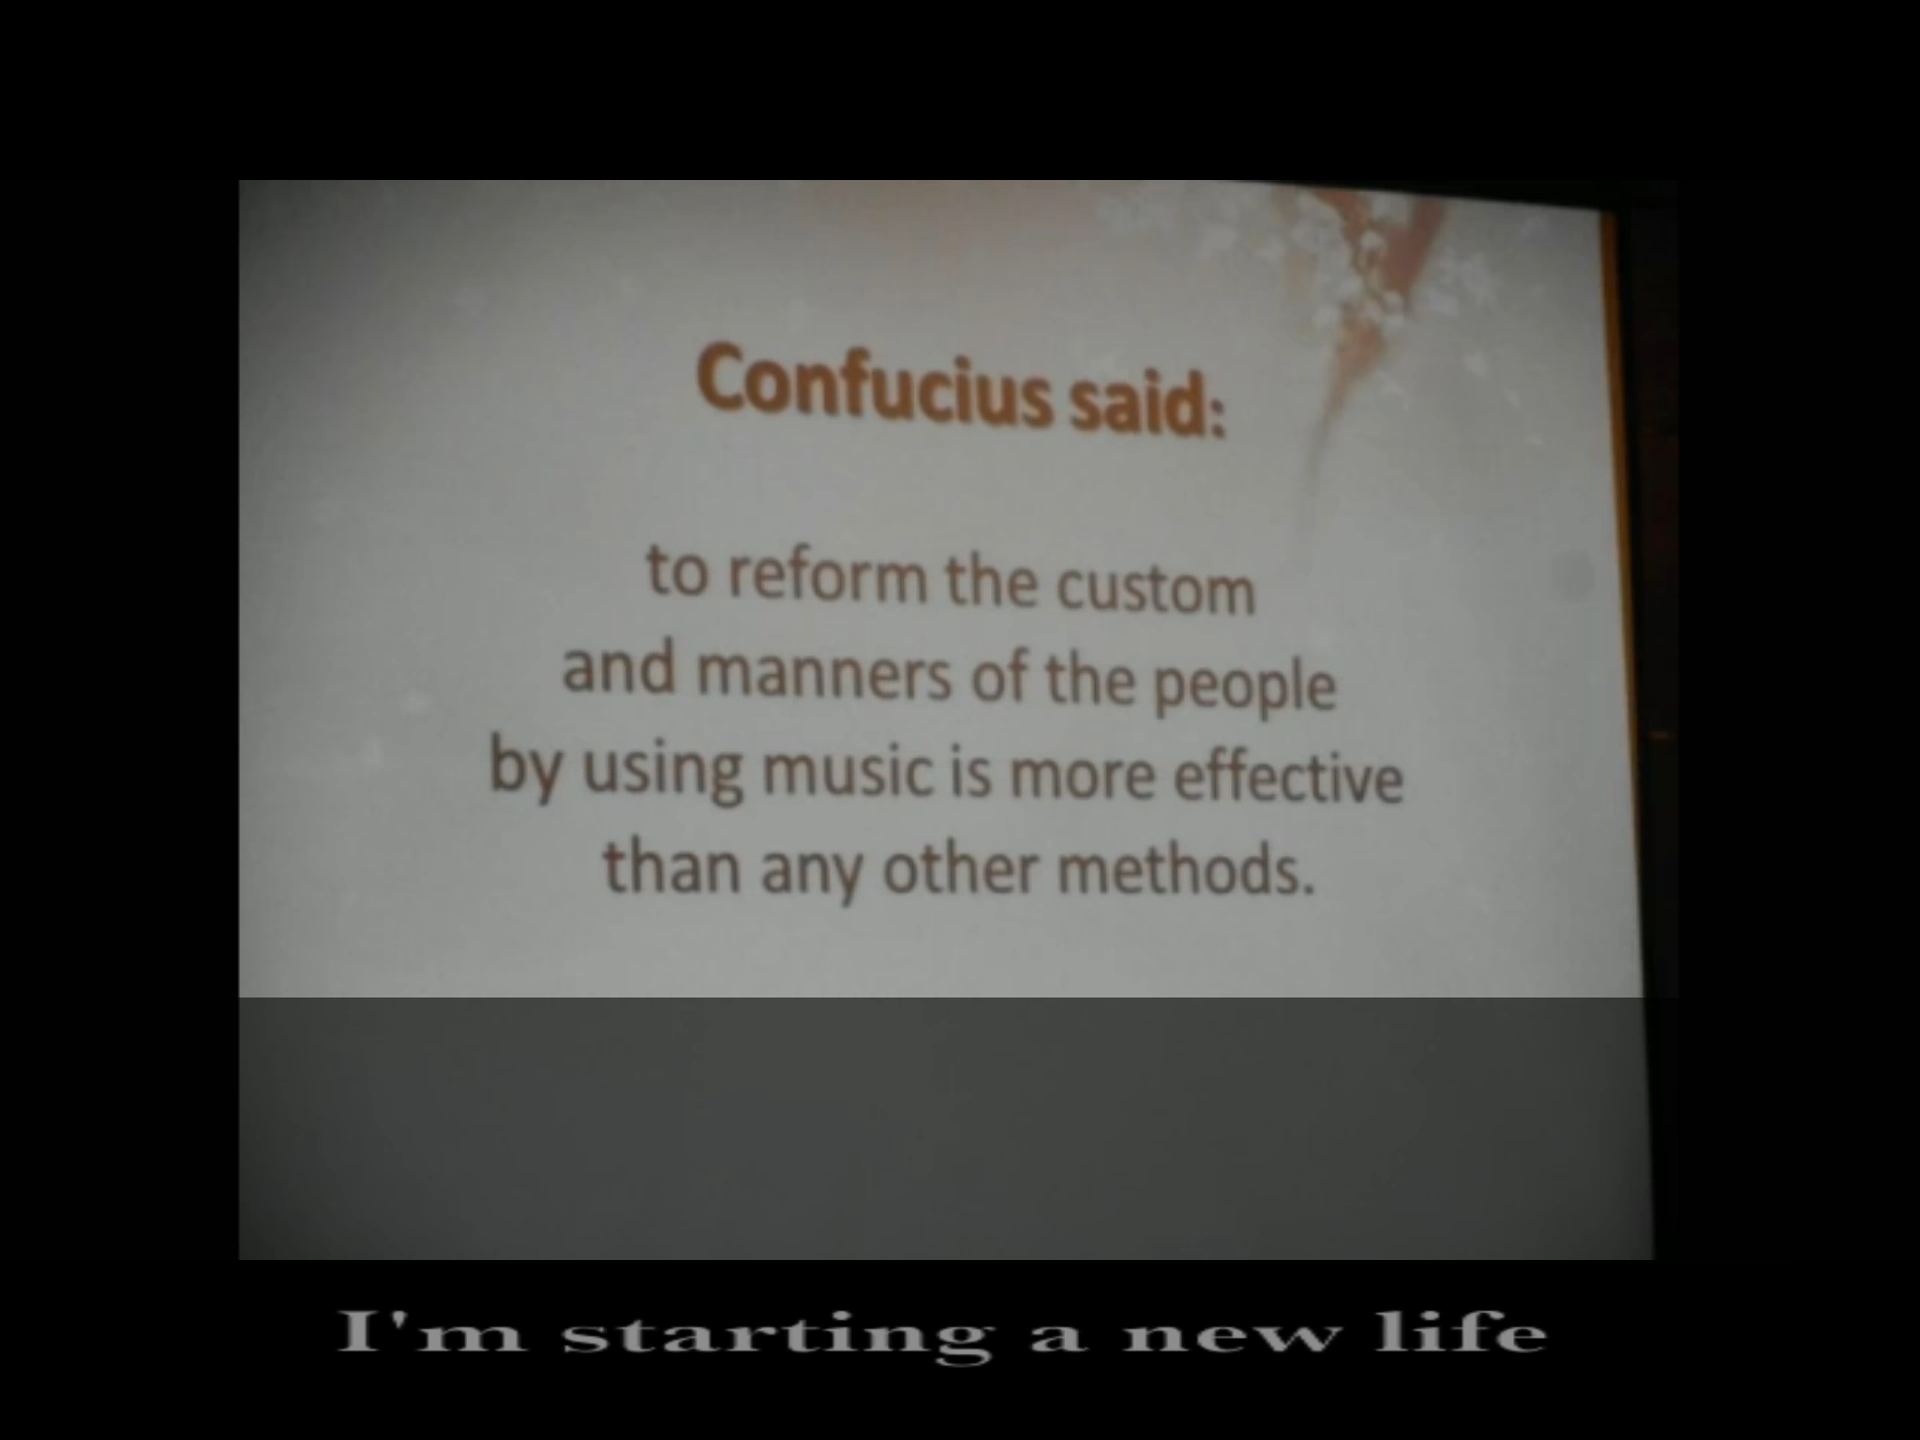 Confucius said:
to reform the custom
and manners of the people
by using music is more effective
than any other methods.
I'm starting a new life